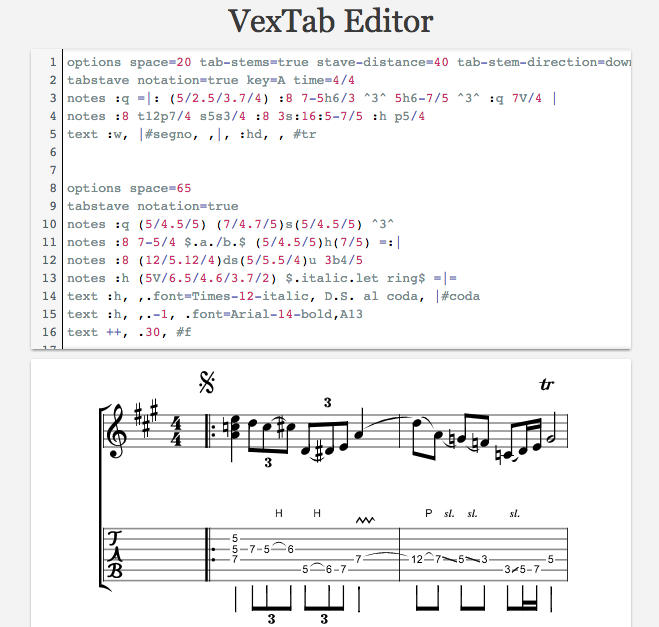 VexTab Editor
1 options space=20 tab-stems=true stave-distance=40 tab-stem-direction=down
2 tabstave notation=true key=A time=4/4
3 notes :q =|: (5/2.5/3.7/4) :8 7-5h6/3 ^3^ 5h6-7/5 ^3^ :q 7V/4 |
4 notes :8 t12p7/4 s5s3/4 :8 3s:16:5-7/5 :h p5/4
5 text :w, |#segno, ,|, :hd, , #tr
6
7
8 options space=65
9 tabstave notation=true
10 notes :q (5/4.5/5) (7/4.7/5)s(5/4.5/5) ^3^
11 notes :8 7-5/4 $.a./b.$ (5/4.5/5)h(7/5) =:|
12 notes :8 (12/5.12/4)ds(5/5.5/4)u 3b4/5
13 notes :h (5V/6.5/4.6/3.7/2) $.italic.let ring$ =|=
14 text :h, ,.font=Times-12-italic, D.S. al coda, |#coda
15 text :h, ,.-1, .font=Arial-14-bold,A13
16 text ++, .30, #f
17
tr
3
4
4
3
H H P sl. sl. sl.
T
A
B
5
5 7 5 6
7 7 12 7 5 3 5
5 6 7 3 5 7
3 3